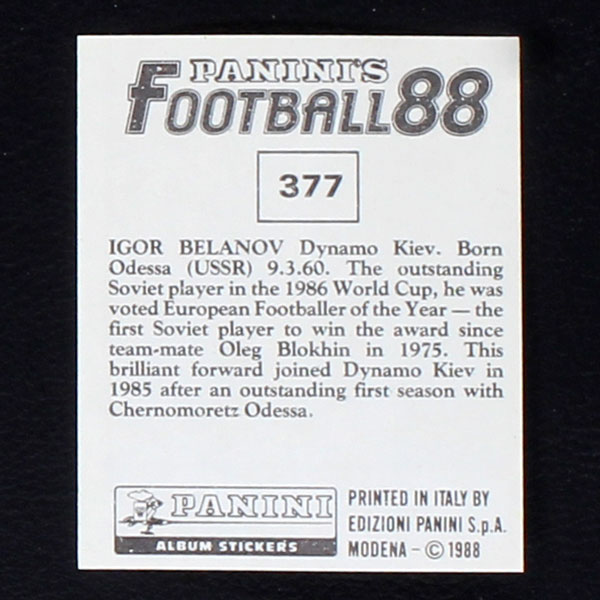 PANINI'S
FOOTBALL 88
377
IGOR BELANOV Dynamo Kiev. Born
Odessa (USSR) 9.3.60. The outstanding
Soviet player in the 1986 World Cup, he was
voted European Footballer of the Year — the
first Soviet player to win the award since
team-mate Oleg Blokhin in 1975. This
brilliant forward joined Dynamo Kiev in
1985 after an outstanding first season with
Chernomoretz Odessa.
PANINI
ALBUM STICKERS
PRINTED IN ITALY BY
EDIZIONI PANINI S.p.A.
MODENA - © 1988